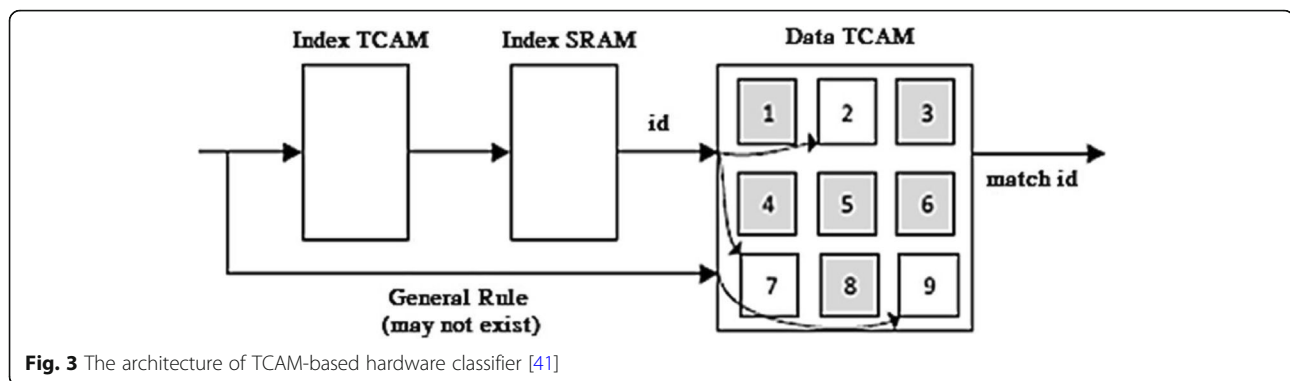 Index TCAM
Index SRAM
Data TCAM
id
1 2 3
4 5 6
7 8 9
match id
General Rule
(may not exist)
Fig. 3 The architecture of TCAM-based hardware classifier [41]